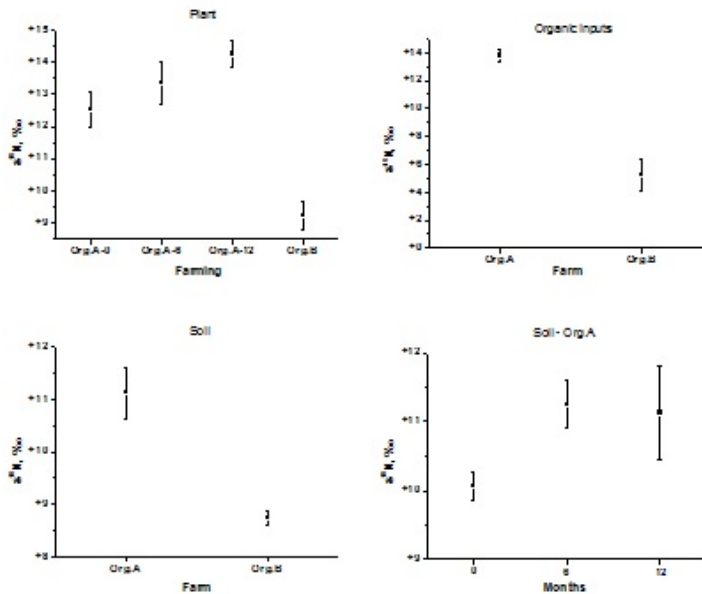 Plant
+15
+14
+13
+12
+11
+10
+9
Org.A-0 Org.A-6 Org.A-12 Org.B
Farming
Organic Inputs
+14
+12
+10
+8
+6
+4
+2
+0
Org.A Org.B
Farm
Soil
+12
+11
+10
+9
+8
Org.A Org.B
Farm
Soil - Org.A
+12
+11
+10
+9
0 6 12
Months